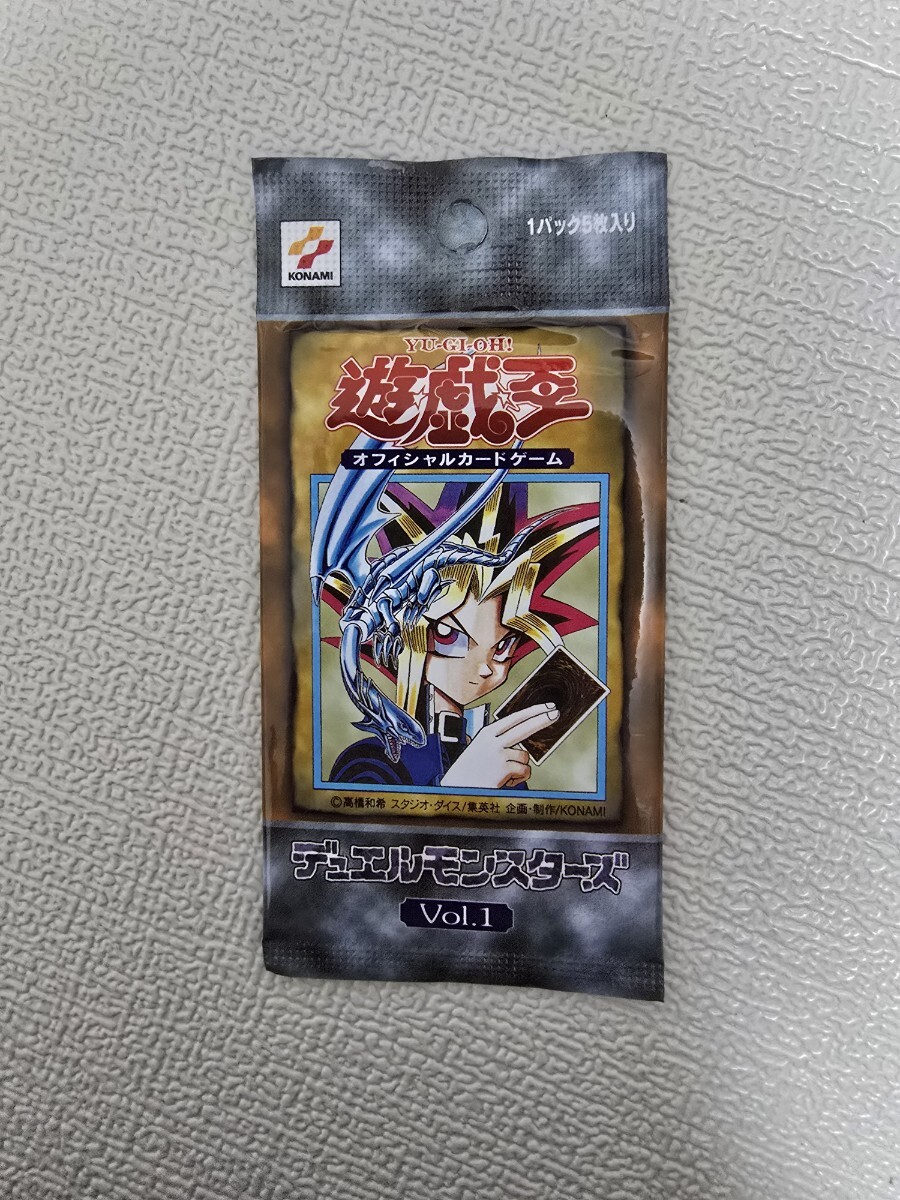 KONAMI
1パック5枚入り
YU-GI-OH!
遊戯王
オフィシャルカードゲーム
©高橋和希 スタジオ・ダイス/集英社 企画・制作/KONAMI
デュエルモンスターズ
Vol.1